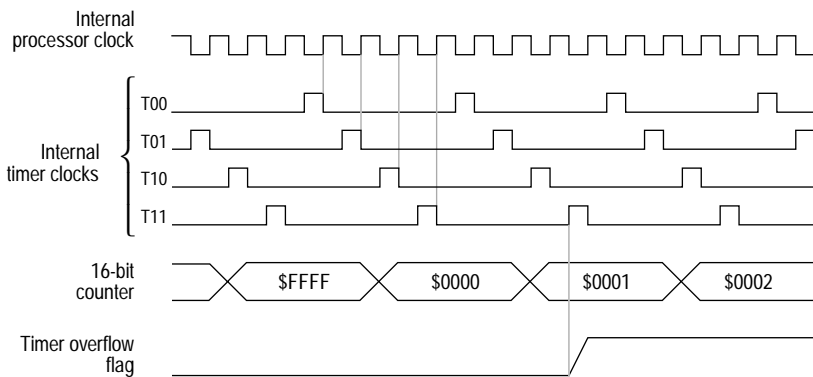 Internal
processor clock
T00
T01
Internal
timer clocks
T10
T11
16-bit
counter
$FFFF
$0000
$0001
$0002
Timer overflow
flag